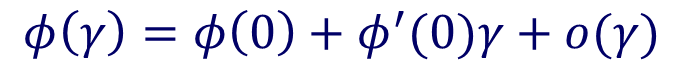 ϕ(γ) = ϕ(0) + ϕ′(0)γ + o(γ)